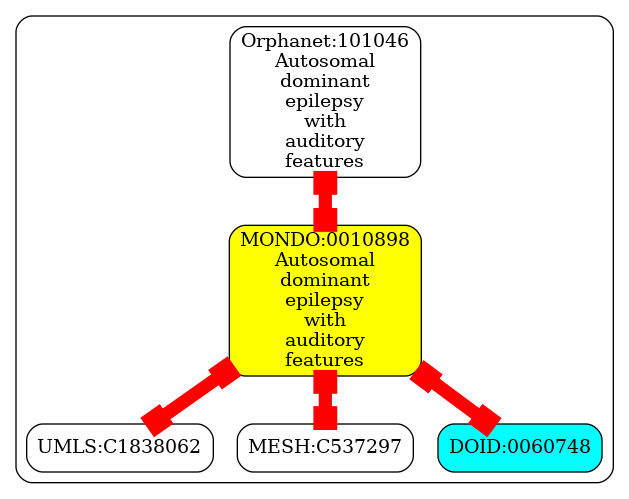 Orphanet:101046
Autosomal
dominant
epilepsy
with
auditory
features
MONDO:0010898
Autosomal
dominant
epilepsy
with
auditory
features
UMLS:C1838062
MESH:C537297
DOID:0060748